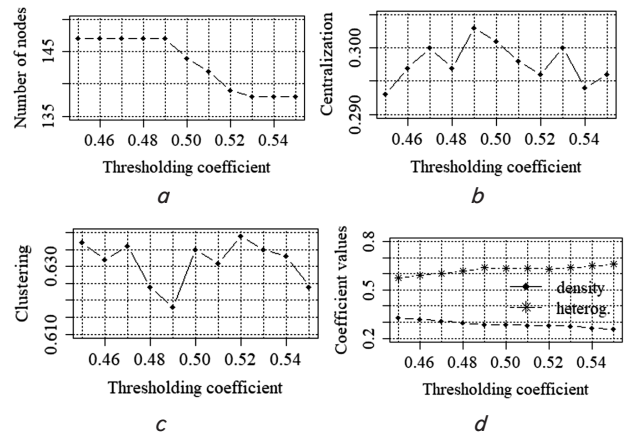 Number of nodes
145
135
0.46 0.48 0.50 0.52 0.54
Thresholding coefficient
a
Centralization
0.300
0.290
0.46 0.48 0.50 0.52 0.54
Thresholding coefficient
b
Clustering
0.630
0.610
0.46 0.48 0.50 0.52 0.54
Thresholding coefficient
c
Coefficient values
0.8
0.5
0.2
density
heterog.
0.46 0.48 0.50 0.52 0.54
Thresholding coefficient
d